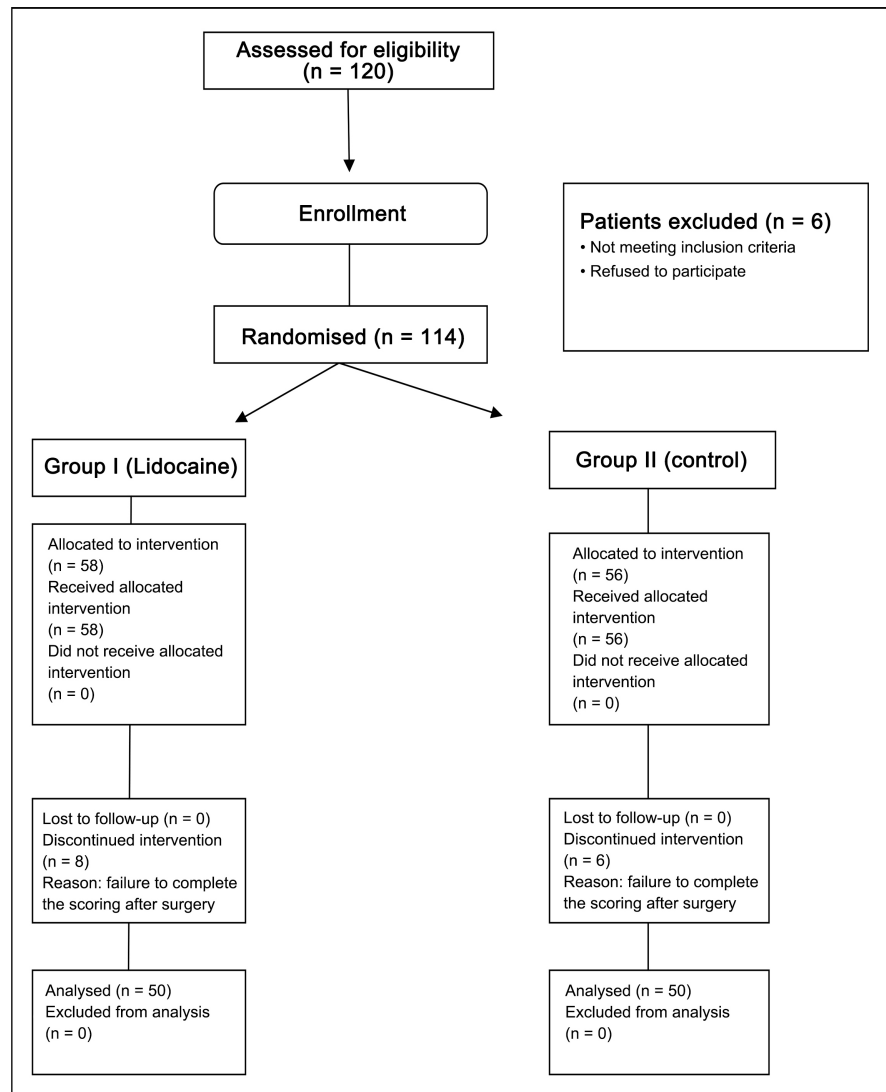 Assessed for eligibility
(n = 120)
Enrollment
Patients excluded (n = 6)
• Not meeting inclusion criteria
• Refused to participate
Randomised (n = 114)
Group I (Lidocaine)
Allocated to intervention
(n = 58)
Received allocated
intervention
(n = 58)
Did not receive allocated
intervention
(n = 0)
Lost to follow-up (n = 0)
Discontinued intervention
(n = 8)
Reason: failure to complete
the scoring after surgery
Analysed (n = 50)
Excluded from analysis
(n = 0)
Group II (control)
Allocated to intervention
(n = 56)
Received allocated
intervention
(n = 56)
Did not receive allocated
intervention
(n = 0)
Lost to follow-up (n = 0)
Discontinued intervention
(n = 6)
Reason: failure to complete
the scoring after surgery
Analysed (n = 50)
Excluded from analysis
(n = 0)